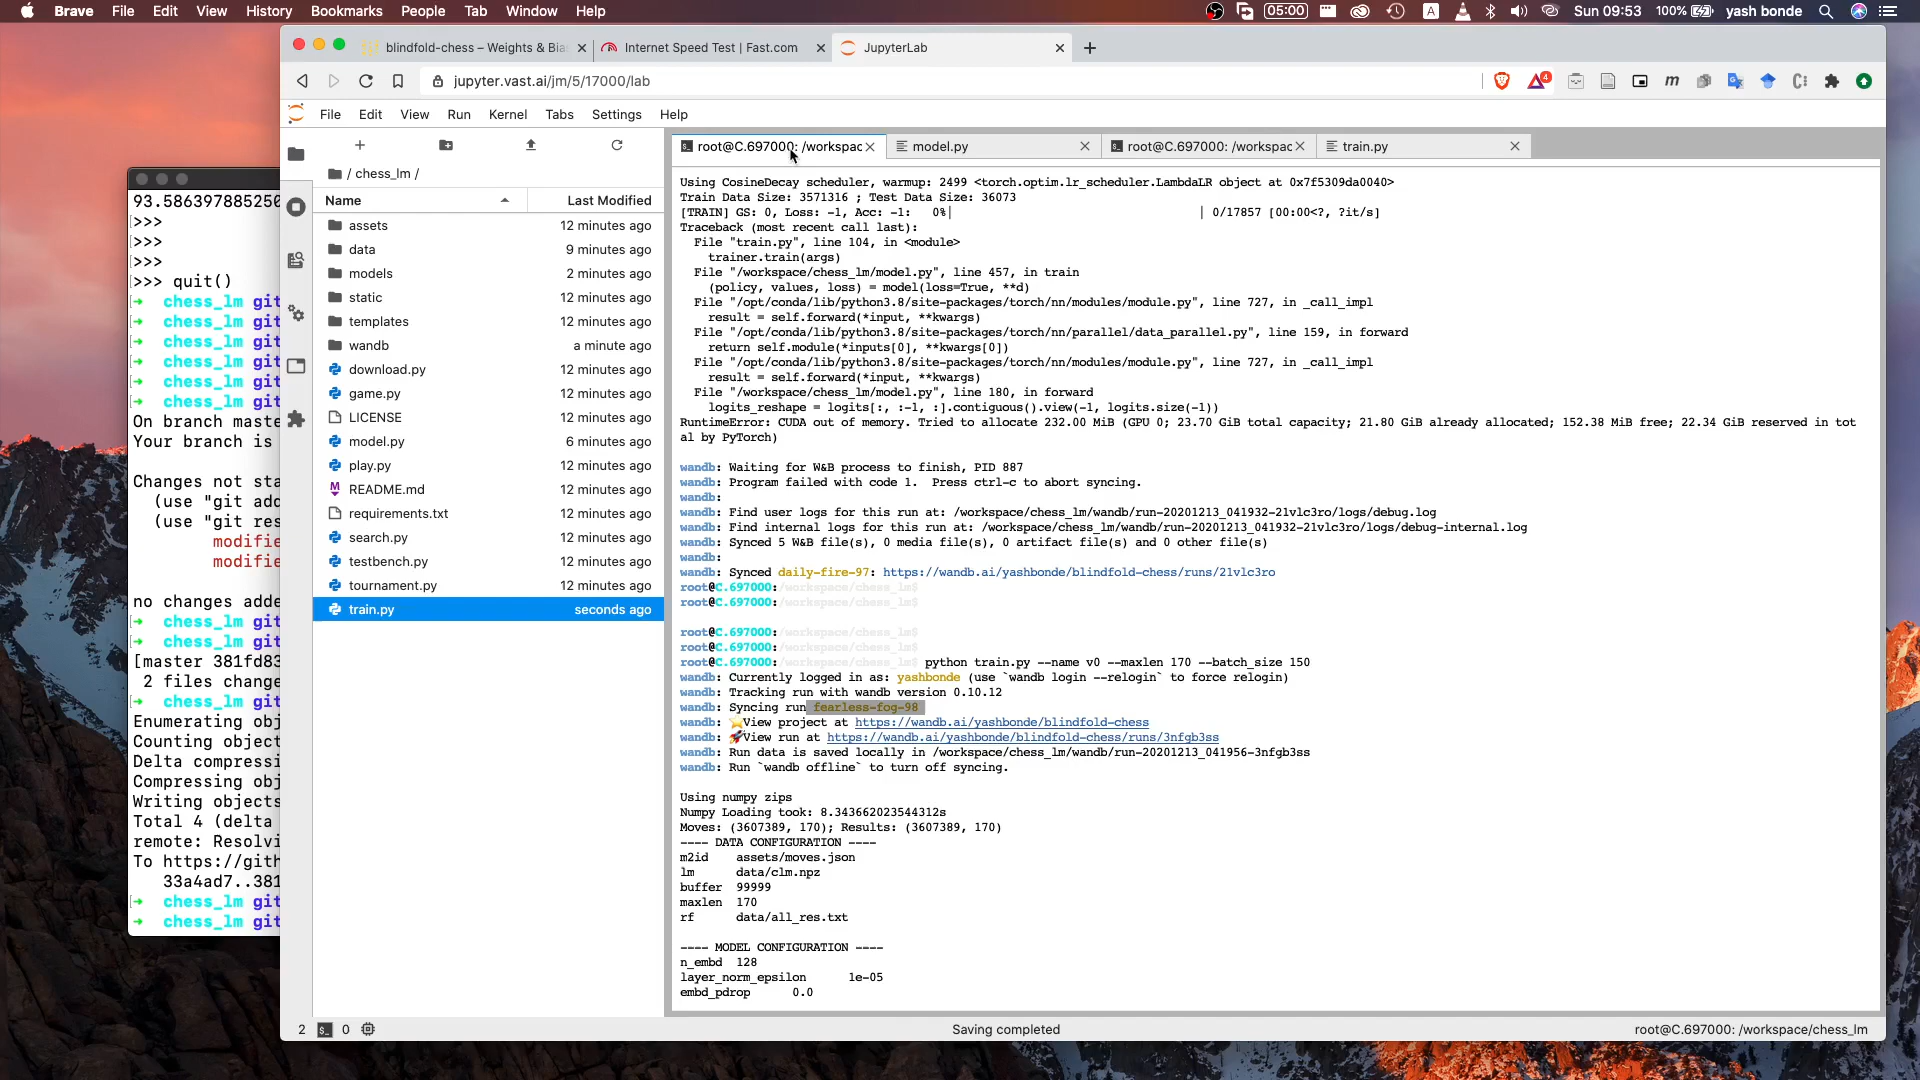 Brave File Edit View History Bookmarks People Tab Window Help 05:00 A Sun 09:53 100% yash bonde
blindfold-chess – Weights & Bia
Internet Speed Test | Fast.com
JupyterLab
jupyter.vast.ai/jm/5/17000/lab
4
m
File Edit View Run Kernel Tabs Settings Help
root@C.697000: /workspac
model.py
root@C.697000: /workspac
train.py
/ chess_lm /
Name Last Modified
assets 12 minutes ago
data 9 minutes ago
models 2 minutes ago
static 12 minutes ago
templates 12 minutes ago
wandb a minute ago
download.py 12 minutes ago
game.py 12 minutes ago
LICENSE 12 minutes ago
model.py 6 minutes ago
play.py 12 minutes ago
README.md 12 minutes ago
requirements.txt 12 minutes ago
search.py 12 minutes ago
testbench.py 12 minutes ago
tournament.py 12 minutes ago
train.py seconds ago
93.586397885250
[>>>
[>>>
[>>>
[>>> quit()
[→ chess_lm git
[→ chess_lm git
[→ chess_lm git
[→ chess_lm git
[→ chess_lm git
[→ chess_lm git
On branch maste
Your branch is
Changes not sta
(use "git add
(use "git res
modifie
modifie
no changes adde
[→ chess_lm git
[→ chess_lm git
[master 381fd83
2 files change
[→ chess_lm git
Enumerating obj
Counting object
Delta compressi
Compressing obj
Writing objects
Total 4 (delta
remote: Resolvi
To https://gith
33a4ad7..381
[→ chess_lm git
→ chess_lm git
Using CosineDecay scheduler, warmup: 2499 <torch.optim.lr_scheduler.LambdaLR object at 0x7f5309da0040>
Train Data Size: 3571316 ; Test Data Size: 36073
[TRAIN] GS: 0, Loss: -1, Acc: -1: 0%| | 0/17857 [00:00<?, ?it/s]
Traceback (most recent call last):
File "train.py", line 104, in <module>
trainer.train(args)
File "/workspace/chess_lm/model.py", line 457, in train
(policy, values, loss) = model(loss=True, **d)
File "/opt/conda/lib/python3.8/site-packages/torch/nn/modules/module.py", line 727, in _call_impl
result = self.forward(*input, **kwargs)
File "/opt/conda/lib/python3.8/site-packages/torch/nn/parallel/data_parallel.py", line 159, in forward
return self.module(*inputs[0], **kwargs[0])
File "/opt/conda/lib/python3.8/site-packages/torch/nn/modules/module.py", line 727, in _call_impl
result = self.forward(*input, **kwargs)
File "/workspace/chess_lm/model.py", line 180, in forward
logits_reshape = logits[:, :-1, :].contiguous().view(-1, logits.size(-1))
RuntimeError: CUDA out of memory. Tried to allocate 232.00 MiB (GPU 0; 23.70 GiB total capacity; 21.80 GiB already allocated; 152.38 MiB free; 22.34 GiB reserved in tot
al by PyTorch)
wandb: Waiting for W&B process to finish, PID 887
wandb: Program failed with code 1. Press ctrl-c to abort syncing.
wandb:
wandb: Find user logs for this run at: /workspace/chess_lm/wandb/run-20201213_041932-21vlc3ro/logs/debug.log
wandb: Find internal logs for this run at: /workspace/chess_lm/wandb/run-20201213_041932-21vlc3ro/logs/debug-internal.log
wandb: Synced 5 W&B file(s), 0 media file(s), 0 artifact file(s) and 0 other file(s)
wandb:
wandb: Synced daily-fire-97: https://wandb.ai/yashbonde/blindfold-chess/runs/21vlc3ro
root@C.697000:/workspace/chess_lm$
root@C.697000:/workspace/chess_lm$
root@C.697000:/workspace/chess_lm$
root@C.697000:/workspace/chess_lm$
root@C.697000:/workspace/chess_lm$ python train.py --name v0 --maxlen 170 --batch_size 150
wandb: Currently logged in as: yashbonde (use `wandb login --relogin` to force relogin)
wandb: Tracking run with wandb version 0.10.12
wandb: Syncing run fearless-fog-98
wandb: ⭐View project at https://wandb.ai/yashbonde/blindfold-chess
wandb: 🚀View run at https://wandb.ai/yashbonde/blindfold-chess/runs/3nfgb3ss
wandb: Run data is saved locally in /workspace/chess_lm/wandb/run-20201213_041956-3nfgb3ss
wandb: Run `wandb offline` to turn off syncing.
Using numpy zips
Numpy Loading took: 8.343662023544312s
Moves: (3607389, 170); Results: (3607389, 170)
---- DATA CONFIGURATION ----
m2id assets/moves.json
lm data/clm.npz
buffer 99999
maxlen 170
rf data/all_res.txt
---- MODEL CONFIGURATION ----
n_embd 128
layer_norm_epsilon 1e-05
embd_pdrop 0.0
2 0 Saving completed root@C.697000: /workspace/chess_lm